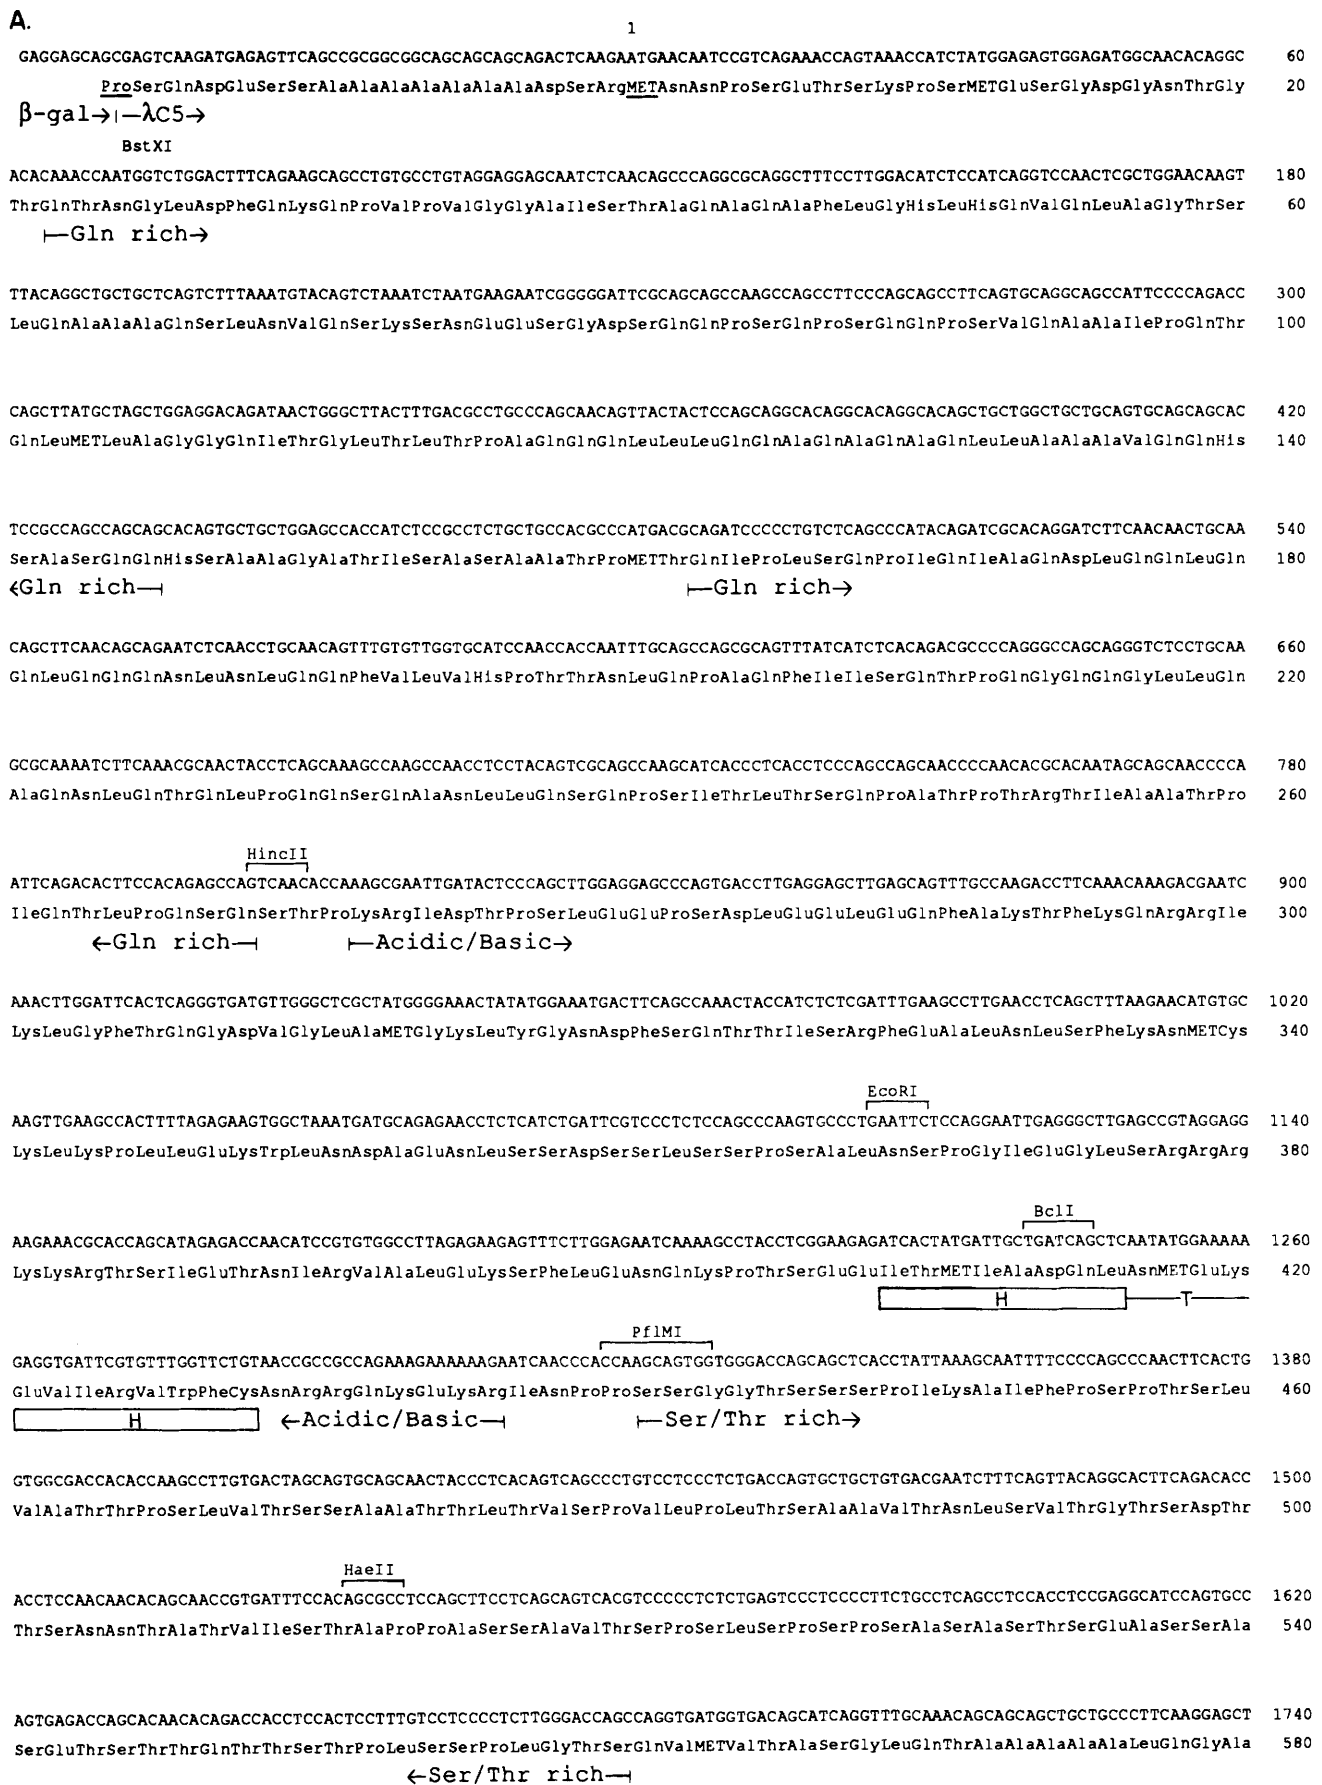 A.
1
GAGGAGCAGCGAGTCAAGATGAGAGTTCAGCCGCGGCGGCAGCAGCAGCAGACTCAAGAATGAACAATCCGTCAGAAACCAGTAAACCATCTATGGAGAGTGGAGATGGCAACACAGGC 60
ProSerGlnAspGluSerSerAlaAlaAlaAlaAlaAlaAlaAspSerArgMETAsnAsnProSerGluThrSerLysProSerMETGluSerGlyAspGlyAsnThrGly 20
β-gal→|—λC5→
BstXI
ACACAAACCAATGGTCTGGACTTTCAGAAGCAGCCTGTGCCTGTAGGAGGAGCAATCTCAACAGCCCAGGCGCAGGCTTTCCTTGGACATCTCCATCAGGTCCAACTCGCTGGAACAAGT 180
ThrGlnThrAsnGlyLeuAspPheGlnLysGlnProValProValGlyGlyAlaIleSerThrAlaGlnAlaGlnAlaPheLeuGlyHisLeuHisGlnValGlnLeuAlaGlyThrSer 60
⊢Gln rich→
TTACAGGCTGCTGCTCAGTCTTTAAATGTACAGTCTAAATCTAATGAAGAATCGGGGGATTCGCAGCAGCCAAGCCAGCCTTCCCAGCAGCCTTCAGTGCAGGCAGCCATTCCCCAGACC 300
LeuGlnAlaAlaAlaGlnSerLeuAsnValGlnSerLysSerAsnGluGluSerGlyAspSerGlnGlnProSerGlnProSerGlnGlnProSerValGlnAlaAlaIleProGlnThr 100
CAGCTTATGCTAGCTGGAGGACAGATAACTGGGCTTACTTTGACGCCTGCCCAGCAACAGTTACTACTCCAGCAGGCACAGGCACAGGCACAGCTGCTGGCTGCTGCAGTGCAGCAGCAC 420
GlnLeuMETLeuAlaGlyGlyGlnIleThrGlyLeuThrLeuThrProAlaGlnGlnGlnLeuLeuLeuGlnGlnAlaGlnAlaGlnAlaGlnLeuLeuAlaAlaAlaValGlnGlnHis 140
TCCGCCAGCCAGCAGCACAGTGCTGCTGGAGCCACCATCTCCGCCTCTGCTGCCACGCCCATGACGCAGATCCCCCTGTCTCAGCCCATACAGATCGCACAGGATCTTCAACAACTGCAA 540
SerAlaSerGlnGlnHisSerAlaAlaGlyAlaThrIleSerAlaSerAlaAlaThrProMETThrGlnIleProLeuSerGlnProIleGlnIleAlaGlnAspLeuGlnGlnLeuGln 180
←Gln rich⊣ ⊢Gln rich→
CAGCTTCAACAGCAGAATCTCAACCTGCAACAGTTTGTGTTGGTGCATCCAACCACCAATTTGCAGCCAGCGCAGTTTATCATCTCACAGACGCCCCAGGGCCAGCAGGGTCTCCTGCAA 660
GlnLeuGlnGlnGlnAsnLeuAsnLeuGlnGlnPheValLeuValHisProThrThrAsnLeuGlnProAlaGlnPheIleIleSerGlnThrProGlnGlyGlnGlnGlyLeuLeuGln 220
GCGCAAAATCTTCAAACGCAACTACCTCAGCAAAGCCAAGCCAACCTCCTACAGTCGCAGCCAAGCATCACCCTCACCTCCCAGCCAGCAACCCCAACACGCACAATAGCAGCAACCCCA 780
AlaGlnAsnLeuGlnThrGlnLeuProGlnGlnSerGlnAlaAsnLeuLeuGlnSerGlnProSerIleThrLeuThrSerGlnProAlaThrProThrArgThrIleAlaAlaThrPro 260
HincII
ATTCAGACACTTCCACAGAGCCAGTCAACACCAAAGCGAATTGATACTCCCAGCTTGGAGGAGCCCAGTGACCTTGAGGAGCTTGAGCAGTTTGCCAAGACCTTCAAACAAAGACGAATC 900
IleGlnThrLeuProGlnSerGlnSerThrProLysArgIleAspThrProSerLeuGluGluProSerAspLeuGluGluLeuGluGlnPheAlaLysThrPheLysGlnArgArgIle 300
←Gln rich⊣ ⊢Acidic/Basic→
AAACTTGGATTCACTCAGGGTGATGTTGGGCTCGCTATGGGGAAACTATATGGAAATGACTTCAGCCAAACTACCATCTCTCGATTTGAAGCCTTGAACCTCAGCTTTAAGAACATGTGC 1020
LysLeuGlyPheThrGlnGlyAspValGlyLeuAlaMETGlyLysLeuTyrGlyAsnAspPheSerGlnThrThrIleSerArgPheGluAlaLeuAsnLeuSerPheLysAsnMETCys 340
EcoRI
AAGTTGAAGCCACTTTTAGAGAAGTGGCTAAATGATGCAGAGAACCTCTCATCTGATTCGTCCCTCTCCAGCCCAAGTGCCCTGAATTCTCCAGGAATTGAGGGCTTGAGCCGTAGGAGG 1140
LysLeuLysProLeuLeuGluLysTrpLeuAsnAspAlaGluAsnLeuSerSerAspSerSerLeuSerSerProSerAlaLeuAsnSerProGlyIleGluGlyLeuSerArgArgArg 380
BclI
AAGAAACGCACCAGCATAGAGACCAACATCCGTGTGGCCTTAGAGAAGAGTTTCTTGGAGAATCAAAAGCCTACCTCGGAAGAGATCACTATGATTGCTGATCAGCTCAATATGGAAAAA 1260
LysLysArgThrSerIleGluThrAsnIleArgValAlaLeuGluLysSerPheLeuGluAsnGlnLysProThrSerGluGluIleThrMETIleAlaAspGlnLeuAsnMETGluLys 420
H T
PflMI
GAGGTGATTCGTGTTTGGTTCTGTAACCGCCGCCAGAAAGAAAAAAGAATCAACCCACCAAGCAGTGGTGGGACCAGCAGCTCACCTATTAAAGCAATTTTCCCCAGCCCAACTTCACTG 1380
GluValIleArgValTrpPheCysAsnArgArgGlnLysGluLysArgIleAsnProProSerSerGlyGlyThrSerSerSerProIleLysAlaIlePheProSerProThrSerLeu 460
H ←Acidic/Basic⊣ ⊢Ser/Thr rich→
GTGGCGACCACACCAAGCCTTGTGACTAGCAGTGCAGCAACTACCCTCACAGTCAGCCCTGTCCTCCCTCTGACCAGTGCTGCTGTGACGAATCTTTCAGTTACAGGCACTTCAGACACC 1500
ValAlaThrThrProSerLeuValThrSerSerAlaAlaThrThrLeuThrValSerProValLeuProLeuThrSerAlaAlaValThrAsnLeuSerValThrGlyThrSerAspThr 500
HaeII
ACCTCCAACAACACAGCAACCGTGATTTCCACAGCGCCTCCAGCTTCCTCAGCAGTCACGTCCCCCTCTCTGAGTCCCTCCCCTTCTGCCTCAGCCTCCACCTCCGAGGCATCCAGTGCC 1620
ThrSerAsnAsnThrAlaThrValIleSerThrAlaProProAlaSerSerAlaValThrSerProSerLeuSerProSerProSerAlaSerAlaSerThrSerGluAlaSerSerAla 540
AGTGAGACCAGCACAACACAGACCACCTCCACTCCTTTGTCCTCCCCTCTTGGGACCAGCCAGGTGATGGTGACAGCATCAGGTTTGCAAACAGCAGCAGCTGCTGCCCTTCAAGGAGCT 1740
SerGluThrSerThrThrGlnThrThrSerThrProLeuSerSerProLeuGlyThrSerGlnValMETValThrAlaSerGlyLeuGlnThrAlaAlaAlaAlaAlaLeuGlnGlyAla 580
←Ser/Thr rich⊣